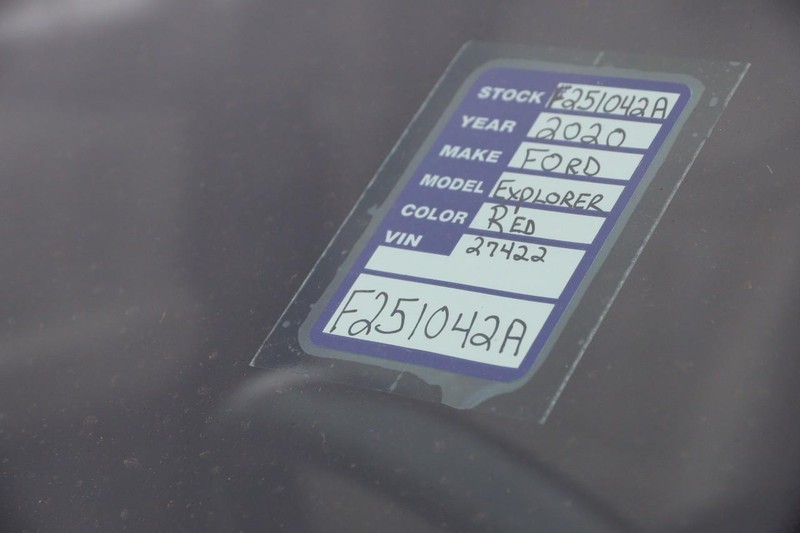 STOCK F251042A
YEAR 2020
MAKE FORD
MODEL EXPLORER
COLOR RED
VIN 27422
F251042A